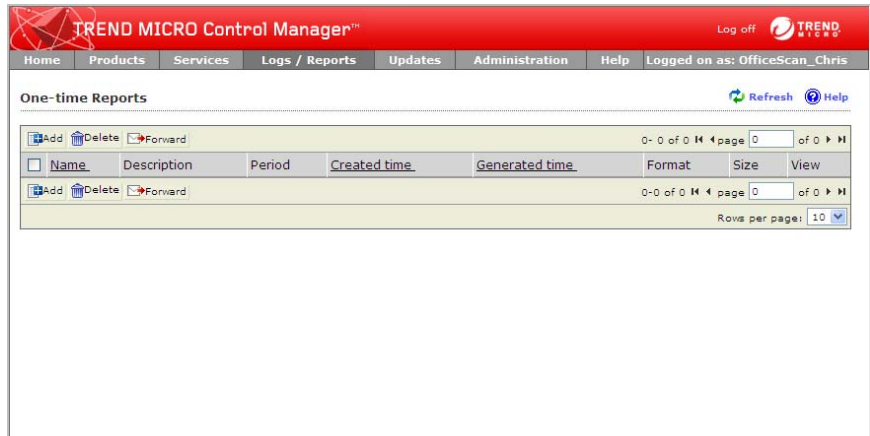 TREND MICRO Control Manager™
Log off
TREND MICRO
Home Products Services Logs / Reports Updates Administration Help Logged on as: OfficeScan_Chris
One-time Reports
Refresh Help
Add Delete Forward 0- 0 of 0 page 0 of 0
Name Description Period Created time Generated time Format Size View
Add Delete Forward 0-0 of 0 page 0 of 0
Rows per page: 10